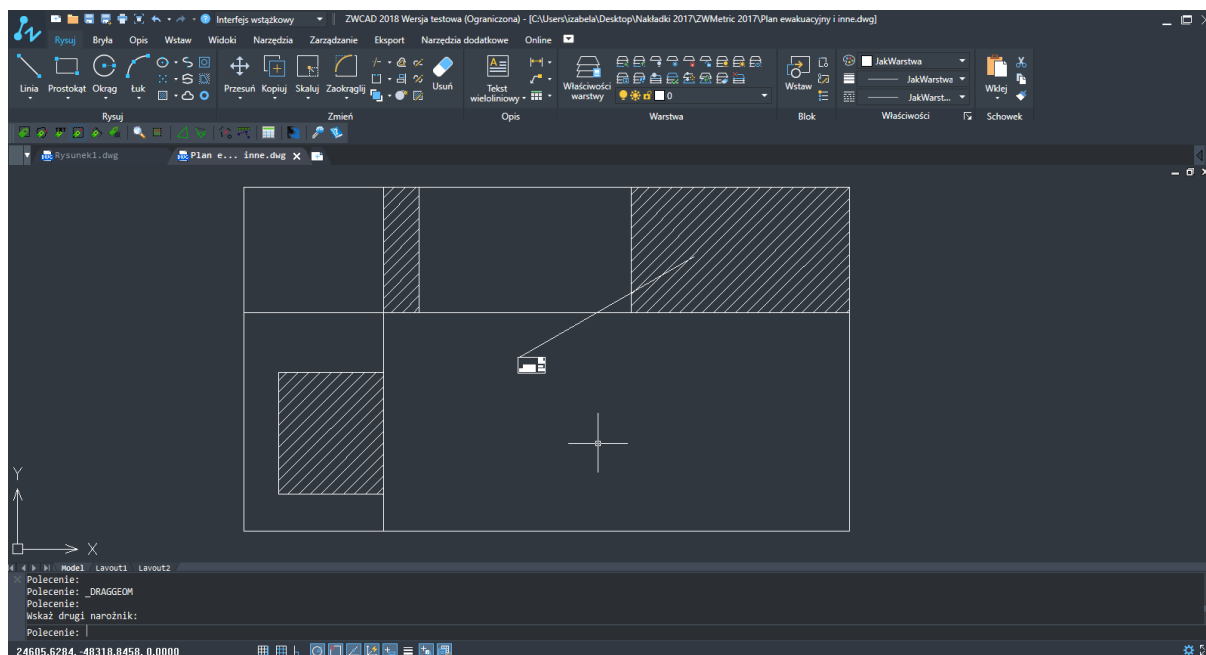 Interfejs wstążkowy
ZWCAD 2018 Wersja testowa (Ograniczona) - [C:\Users\izabela\Desktop\Nakładki 2017\ZWMetric 2017\Plan ewakuacyjny i inne.dwg]
Rysuj Bryła Opis Wstaw Widoki Narzędzia Zarządzanie Eksport Narzędzia dodatkowe Online
Linia Prostokąt Okrąg Łuk
Przesuń Kopiuj Skaluj Zaokrąglij Usuń
Tekst wieloliniowy
Właściwości warstwy
0
Wstaw
JakWarstwa
JakWarstwa
JakWarst...
Wklej
Rysuj Zmień Opis Warstwa Blok Właściwości Schowek
Rysunek1.dwg Plan e... inne.dwg
Y
X
Model Layout1 Layout2
Polecenie:
Polecenie: _DRAGGEOM
Polecenie:
Wskaż drugi narożnik:
Polecenie:
24605.6284, -48318.8458, 0.0000